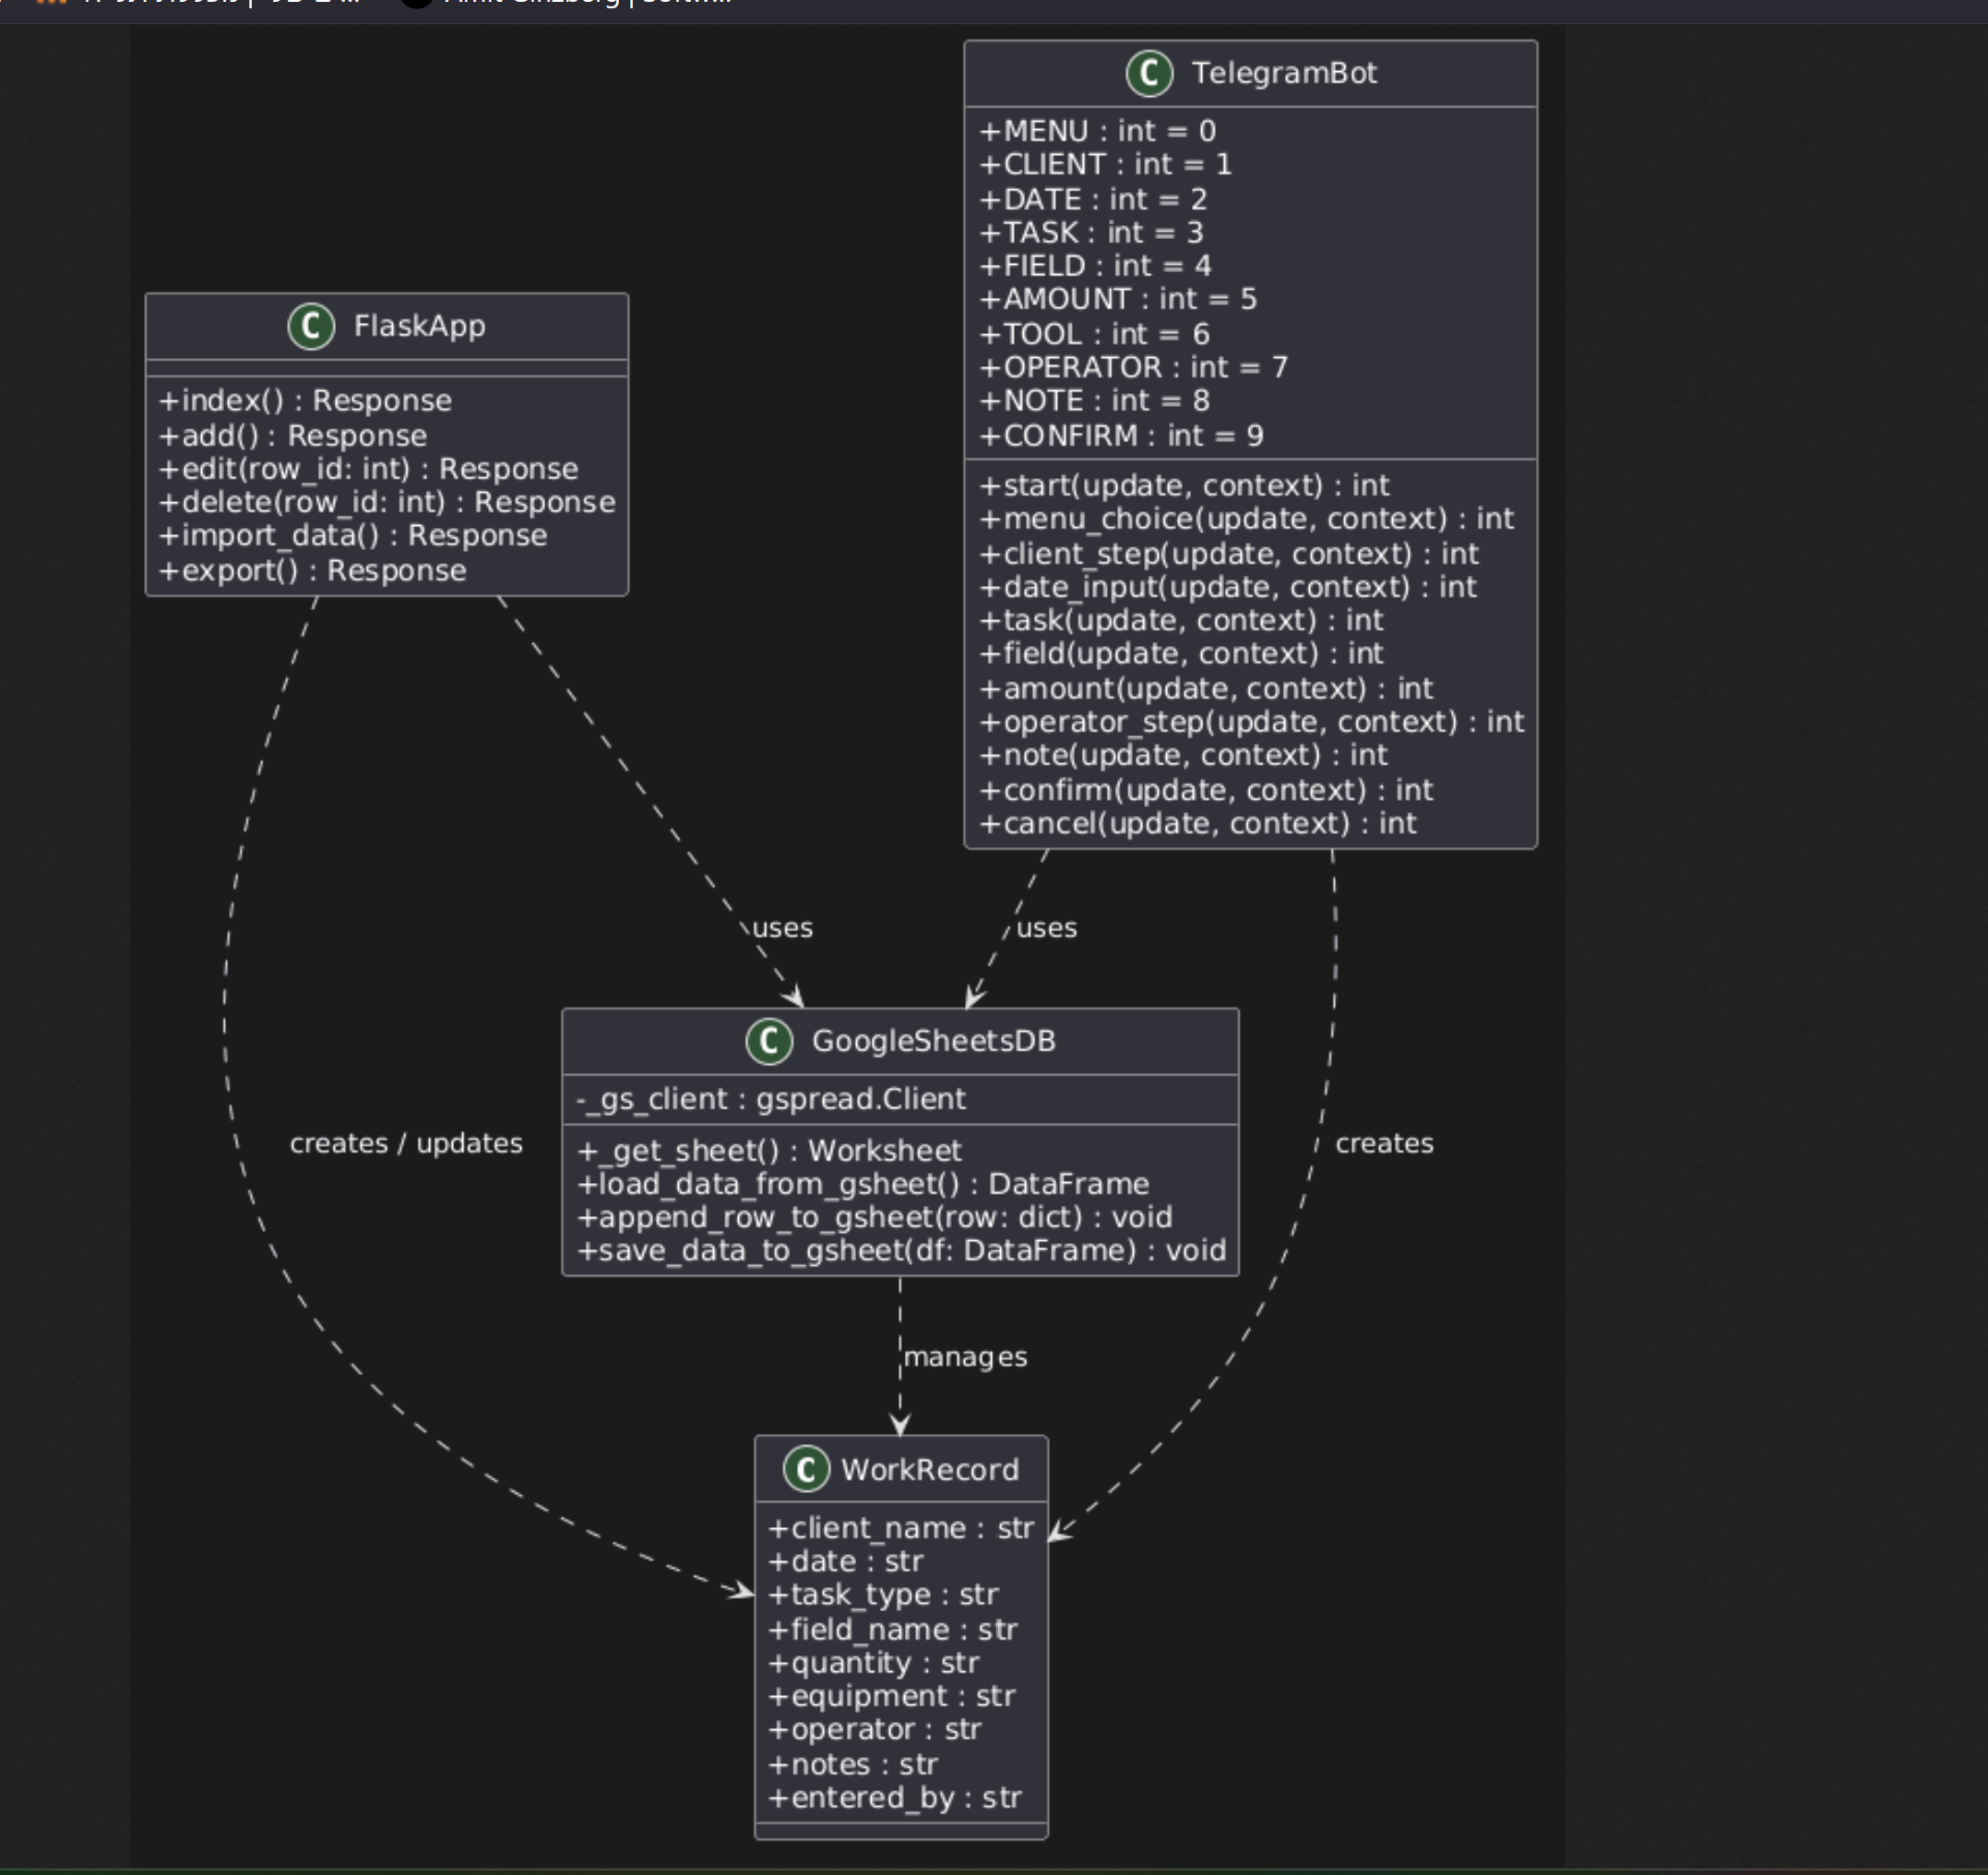 C TelegramBot
+MENU : int = 0
+CLIENT : int = 1
+DATE : int = 2
+TASK : int = 3
+FIELD : int = 4
+AMOUNT : int = 5
+TOOL : int = 6
+OPERATOR : int = 7
+NOTE : int = 8
+CONFIRM : int = 9
+start(update, context) : int
+menu_choice(update, context) : int
+client_step(update, context) : int
+date_input(update, context) : int
+task(update, context) : int
+field(update, context) : int
+amount(update, context) : int
+operator_step(update, context) : int
+note(update, context) : int
+confirm(update, context) : int
+cancel(update, context) : int
C FlaskApp
+index() : Response
+add() : Response
+edit(row_id: int) : Response
+delete(row_id: int) : Response
+import_data() : Response
+export() : Response
uses
uses
C GoogleSheetsDB
-_gs_client : gspread.Client
+_get_sheet() : Worksheet
+load_data_from_gsheet() : DataFrame
+append_row_to_gsheet(row: dict) : void
+save_data_to_gsheet(df: DataFrame) : void
creates / updates
creates
manages
C WorkRecord
+client_name : str
+date : str
+task_type : str
+field_name : str
+quantity : str
+equipment : str
+operator : str
+notes : str
+entered_by : str